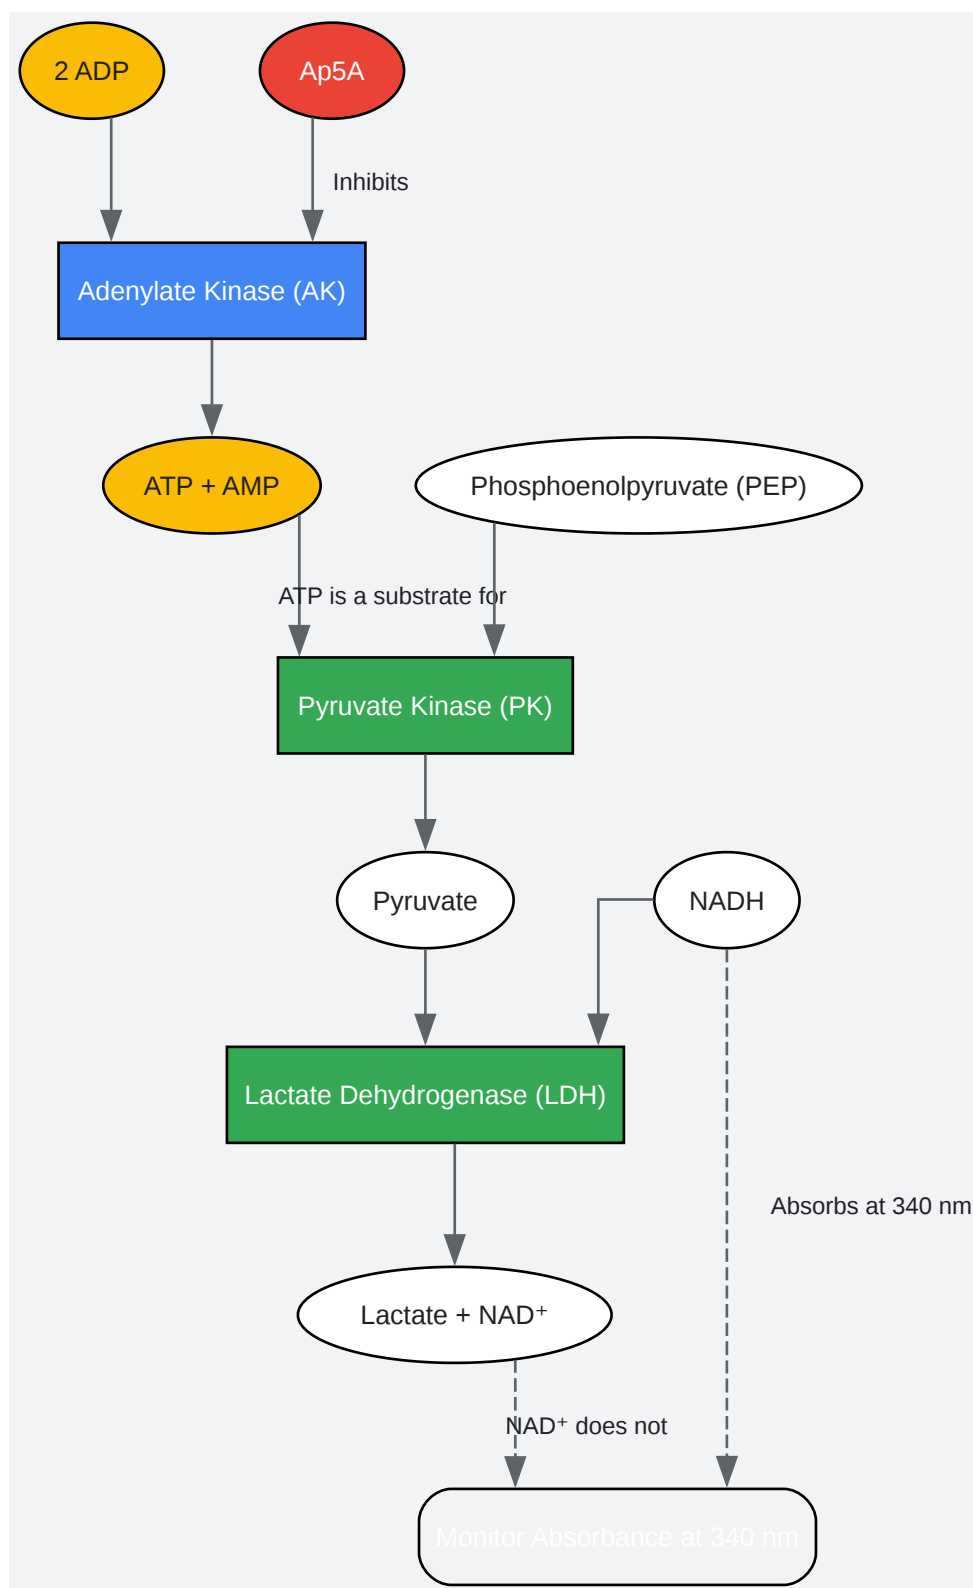 2 ADP
Ap5A
Inhibits
Adenylate Kinase (AK)
ATP + AMP
Phosphoenolpyruvate (PEP)
ATP is a substrate for
Pyruvate Kinase (PK)
Pyruvate
NADH
Lactate Dehydrogenase (LDH)
Absorbs at 340 nm
Lactate + NAD⁺
NAD⁺ does not
Monitor Absorbance at 340 nm